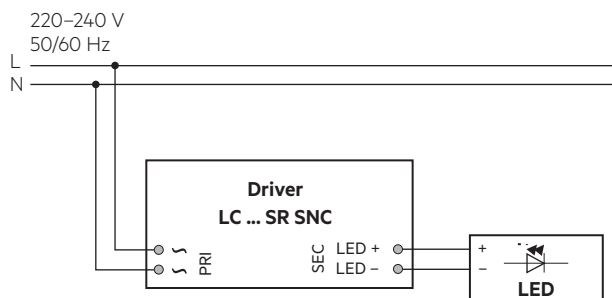 220–240 V
50/60 Hz
L
N
Driver
LC ... SR SNC
~ PRI SEC LED + +
~ LED – –
LED